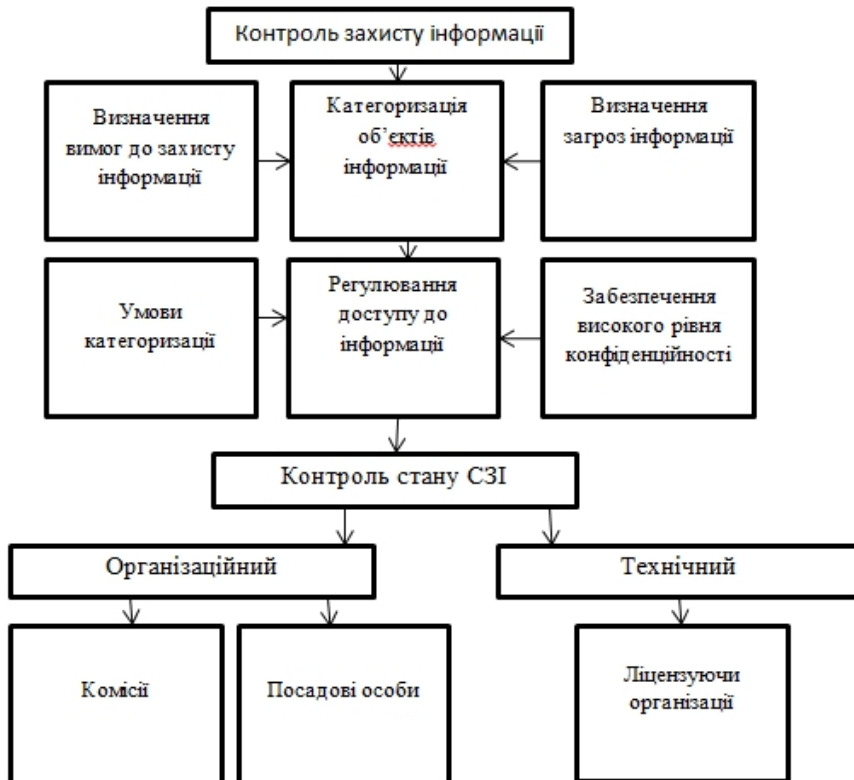 Контроль захисту інформації
Визначення
вимог до захисту
інформації
Категоризація
об’єктів
інформації
Визначення
загроз інформації
Умови
категоризації
Регулювання
доступу до
інформації
Забезпечення
високого рівня
конфіденційності
Контроль стану СЗІ
Організаційний
Технічний
Комісії
Посадові особи
Ліцензуючи
організації